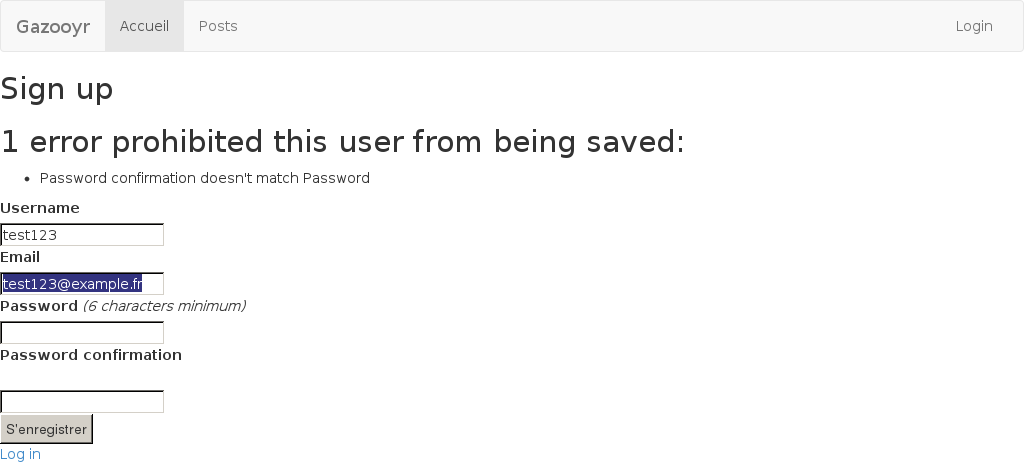 Gazooyr Accueil Posts Login
Sign up
1 error prohibited this user from being saved:
• Password confirmation doesn't match Password
Username
test123
Email
test123@example.fr
Password (6 characters minimum)
Password confirmation
S'enregistrer
Log in